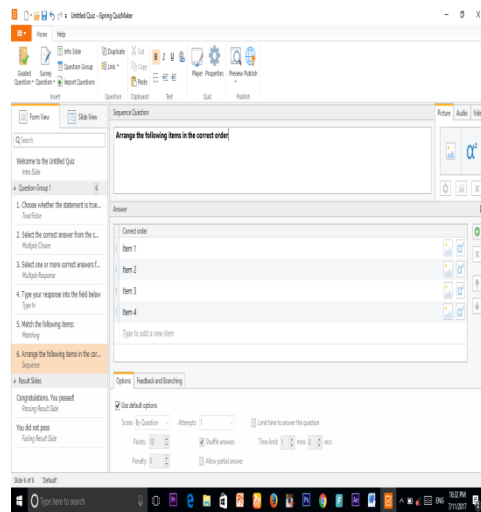 Untitled Quiz - iSpring QuizMaker
Home Help
Graded Question
Survey Question
Info Slide
Question Group
Import Questions
Insert
Duplicate
Link
Question
Cut
Copy
Paste
Clipboard
B I U
Text
Player Properties
Quiz
Preview Publish
Publish
Form View Slide View
Search
Welcome to the Untitled Quiz
Intro Slide
Question Group 1 6
1. Choose whether the statement is true...
True/False
2. Select the correct answer from the c...
Multiple Choice
3. Select one or more correct answers f...
Multiple Response
4. Type your response into the field below
Type In
5. Match the following items:
Matching
6. Arrange the following items in the cor...
Sequence
Result Slides
Congratulations, You passed!
Passing Result Slide
You did not pass
Failing Result Slide
Sequence Question
Arrange the following items in the correct order
Picture Audio Vide
Answer
Correct order
Item 1
Item 2
Item 3
Item 4
Type to add a new item
Options Feedback and Branching
Use default options
Score: By Question Attempts: 1 Limit time to answer the question
Points: 10 Shuffle answers Time limit: 1 mins 0 secs
Penalty: 0 Allow partial answer
Slide 6 of 6 'Default'
Type here to search
ENG
10:32 PM
7/11/2017